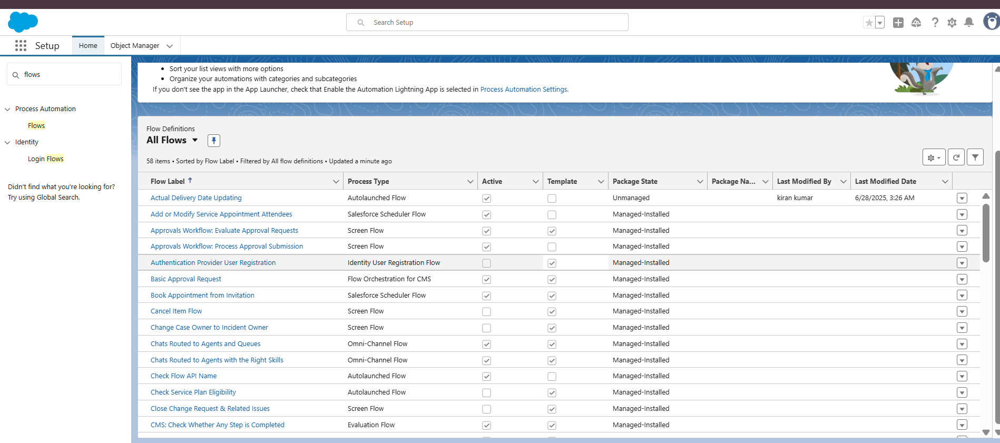 Search Setup
Setup
Home
Object Manager
flows
Process Automation
Flows
Identity
Login Flows
Didn't find what you're looking for?
Try using Global Search.
Sort your list views with more options
Organize your automations with categories and subcategories
If you don't see the app in the App Launcher, check that Enable the Automation Lightning App is selected in Process Automation Settings.
Flow Definitions
All Flows
58 items • Sorted by Flow Label • Filtered by All flow definitions • Updated a minute ago
Flow Label Process Type Active Template Package State Package Na... Last Modified By Last Modified Date
Actual Delivery Date Updating Autolaunched Flow Unmanaged kiran kumar 6/28/2025, 3:26 AM
Add or Modify Service Appointment Attendees Salesforce Scheduler Flow Managed-Installed
Approvals Workflow: Evaluate Approval Requests Screen Flow Managed-Installed
Approvals Workflow: Process Approval Submission Screen Flow Managed-Installed
Authentication Provider User Registration Identity User Registration Flow Managed-Installed
Basic Approval Request Flow Orchestration for CMS Managed-Installed
Book Appointment from Invitation Salesforce Scheduler Flow Managed-Installed
Cancel Item Flow Screen Flow Managed-Installed
Change Case Owner to Incident Owner Screen Flow Managed-Installed
Chats Routed to Agents and Queues Omni-Channel Flow Managed-Installed
Chats Routed to Agents with the Right Skills Omni-Channel Flow Managed-Installed
Check Flow API Name Autolaunched Flow Managed-Installed
Check Service Plan Eligibility Autolaunched Flow Managed-Installed
Close Change Request & Related Issues Screen Flow Managed-Installed
CMS: Check Whether Any Step is Completed Evaluation Flow Managed-Installed